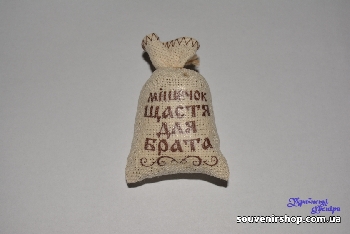 мішечок
щастя
для
брата
souvenirshop.com.ua